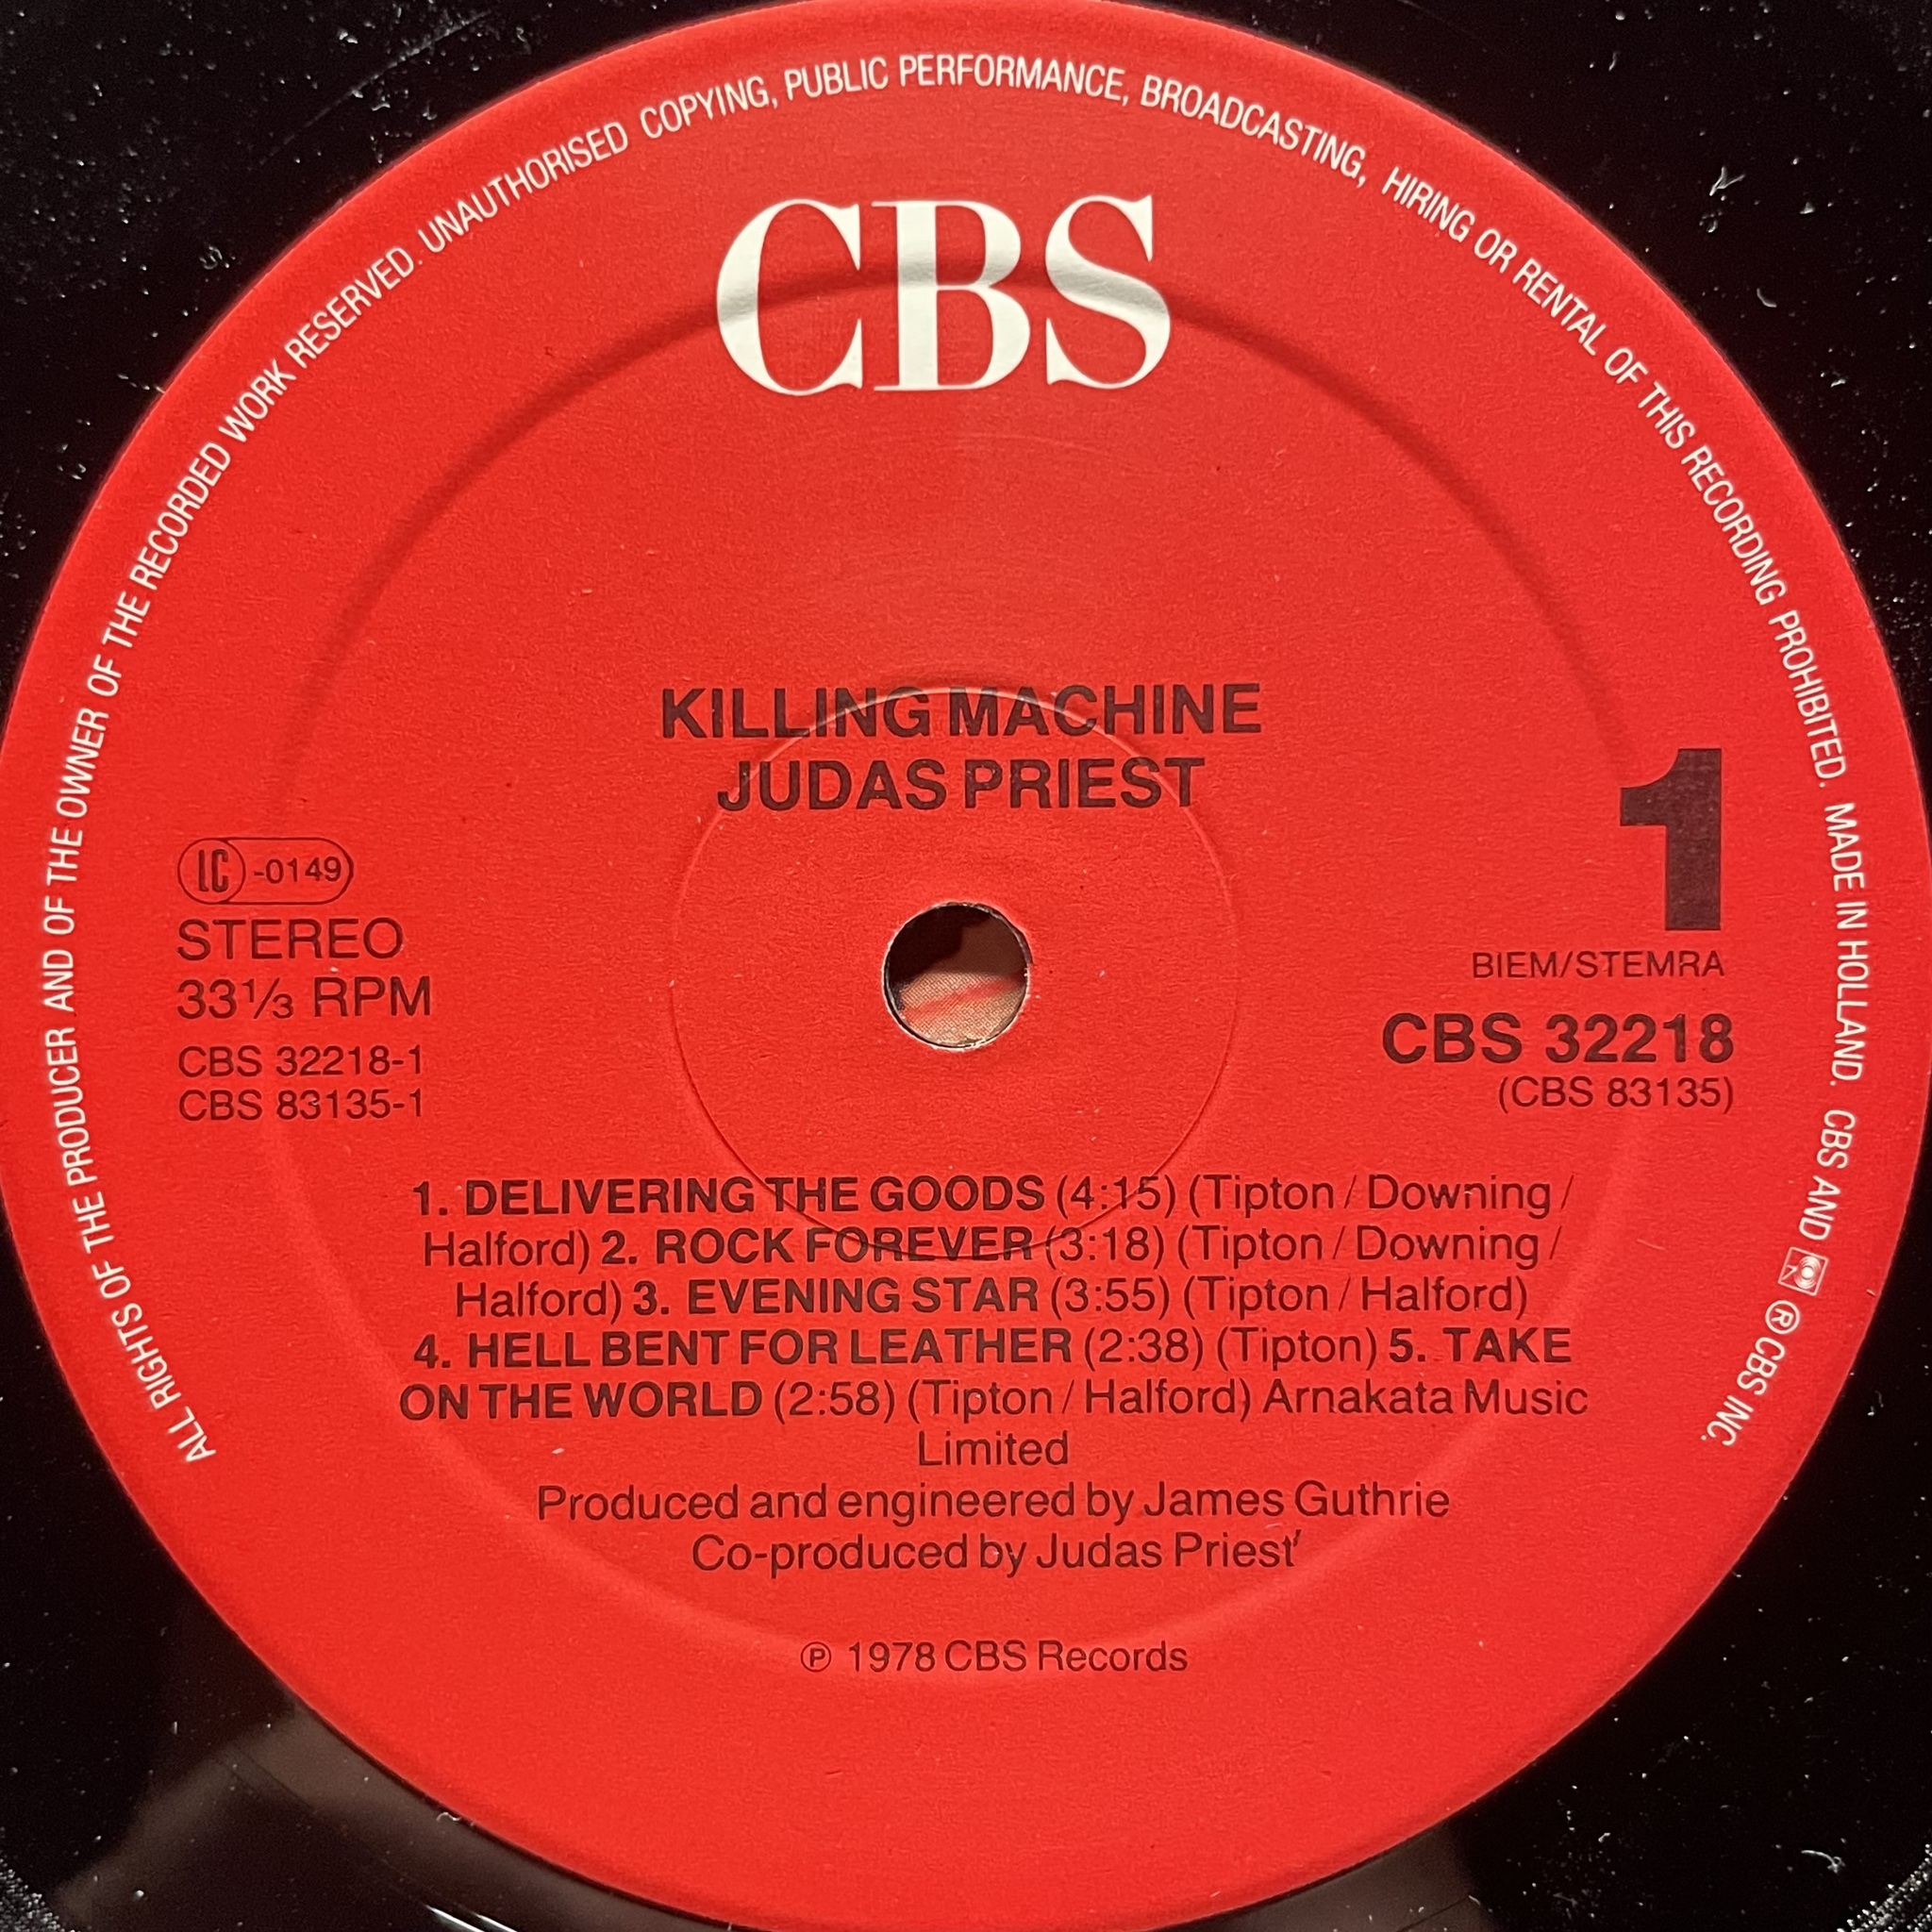 ALL RIGHTS OF THE PRODUCER AND OF THE OWNER OF THE RECORDED WORK RESERVED. UNAUTHORISED COPYING, PUBLIC PERFORMANCE, BROADCASTING, HIRING OR RENTAL OF THIS RECORDING PROHIBITED. MADE IN HOLLAND. CBS AND ® CBS INC.
CBS
KILLING MACHINE
JUDAS PRIEST
1
LC -0149
STEREO
33⅓ RPM
CBS 32218-1
CBS 83135-1
BIEM/STEMRA
CBS 32218
(CBS 83135)
1. DELIVERING THE GOODS (4:15) (Tipton / Downing /
Halford) 2. ROCK FOREVER (3:18) (Tipton / Downing /
Halford) 3. EVENING STAR (3:55) (Tipton / Halford)
4. HELL BENT FOR LEATHER (2:38) (Tipton) 5. TAKE
ON THE WORLD (2:58) (Tipton / Halford) Arnakata Music
Limited
Produced and engineered by James Guthrie
Co-produced by Judas Priest'
℗ 1978 CBS Records